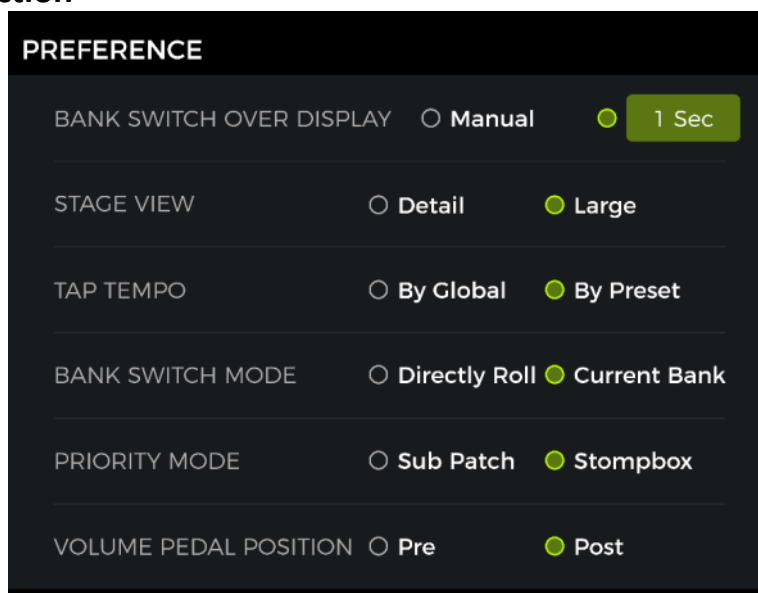 PREFERENCE
BANK SWITCH OVER DISPLAY Manual 1 Sec
STAGE VIEW Detail Large
TAP TEMPO By Global By Preset
BANK SWITCH MODE Directly Roll Current Bank
PRIORITY MODE Sub Patch Stompbox
VOLUME PEDAL POSITION Pre Post